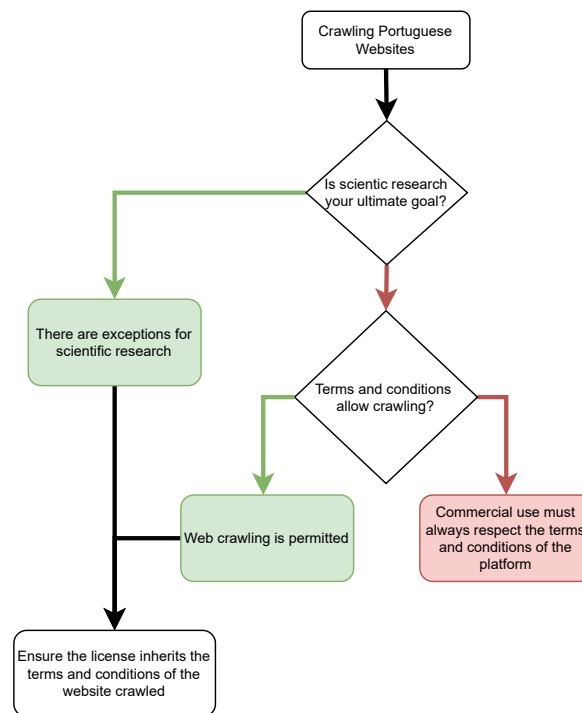 Crawling Portuguese
Websites
Is scientic research
your ultimate goal?
There are exceptions for
scientific research
Terms and conditions
allow crawling?
Web crawling is permitted
Commercial use must
always respect the terms
and conditions of the
platform
Ensure the license inherits the
terms and conditions of the
website crawled